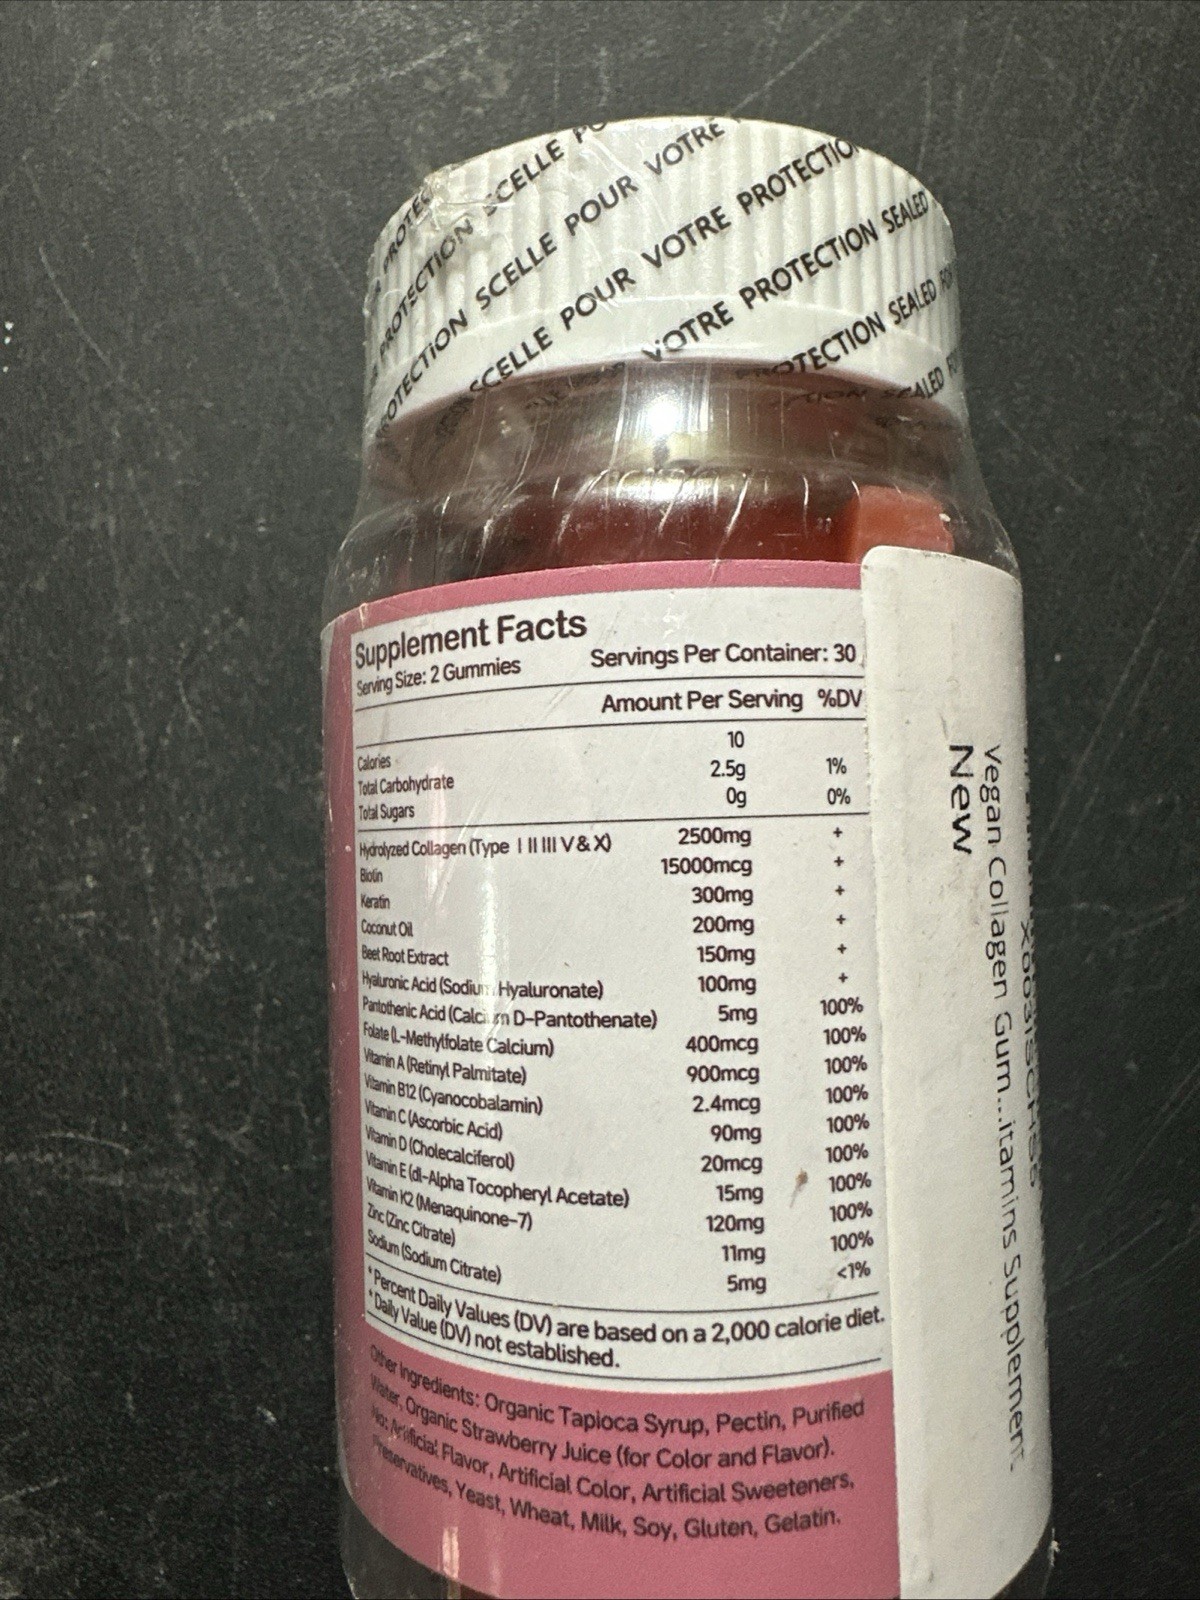 SCELLE PO
PROTECTION SCELLE POUR VOTRE
PROTECTION SCELLE POUR VOTRE PROTECTIO
SCELLE POUR VOTRE PROTECTION SEALED
VOTRE PROTECTION SEALED FOR
PROTECTION SEALED
Supplement Facts
Serving Size: 2 Gummies Servings Per Container: 30
Amount Per Serving %DV
Calories 10
Total Carbohydrate 2.5g 1%
Total Sugars 0g 0%
Hydrolyzed Collagen (Type I II III V & X) 2500mg +
Biotin 15000mcg +
Keratin 300mg +
Coconut Oil 200mg +
Beet Root Extract 150mg +
Hyaluronic Acid (Sodium Hyaluronate) 100mg +
Pantothenic Acid (Calcium D-Pantothenate) 5mg 100%
Folate (L-Methylfolate Calcium) 400mcg 100%
Vitamin A (Retinyl Palmitate) 900mcg 100%
Vitamin B12 (Cyanocobalamin) 2.4mcg 100%
Vitamin C (Ascorbic Acid) 90mg 100%
Vitamin D (Cholecalciferol) 20mcg 100%
Vitamin E (dl-Alpha Tocopheryl Acetate) 15mg 100%
Vitamin K2 (Menaquinone-7) 120mg 100%
Zinc (Zinc Citrate) 11mg 100%
Sodium (Sodium Citrate) 5mg <1%
* Percent Daily Values (DV) are based on a 2,000 calorie diet.
* Daily Value (DV) not established.
Other Ingredients: Organic Tapioca Syrup, Pectin, Purified
Water, Organic Strawberry Juice (for Color and Flavor).
No: Artificial Flavor, Artificial Color, Artificial Sweeteners,
Preservatives, Yeast, Wheat, Milk, Soy, Gluten, Gelatin.
Vegan Collagen Gum...itamins Supplement.
New